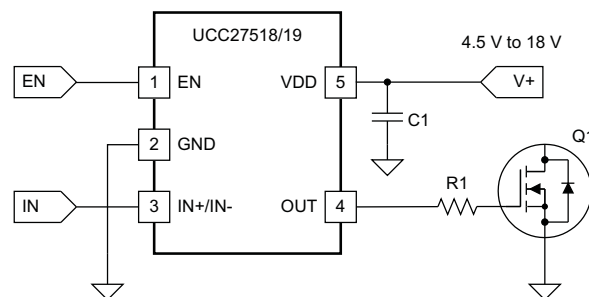 UCC27518/19
4.5 V to 18 V
EN 1 EN VDD 5 V+
C1
2 GND
Q1
R1
IN 3 IN+/IN- OUT 4